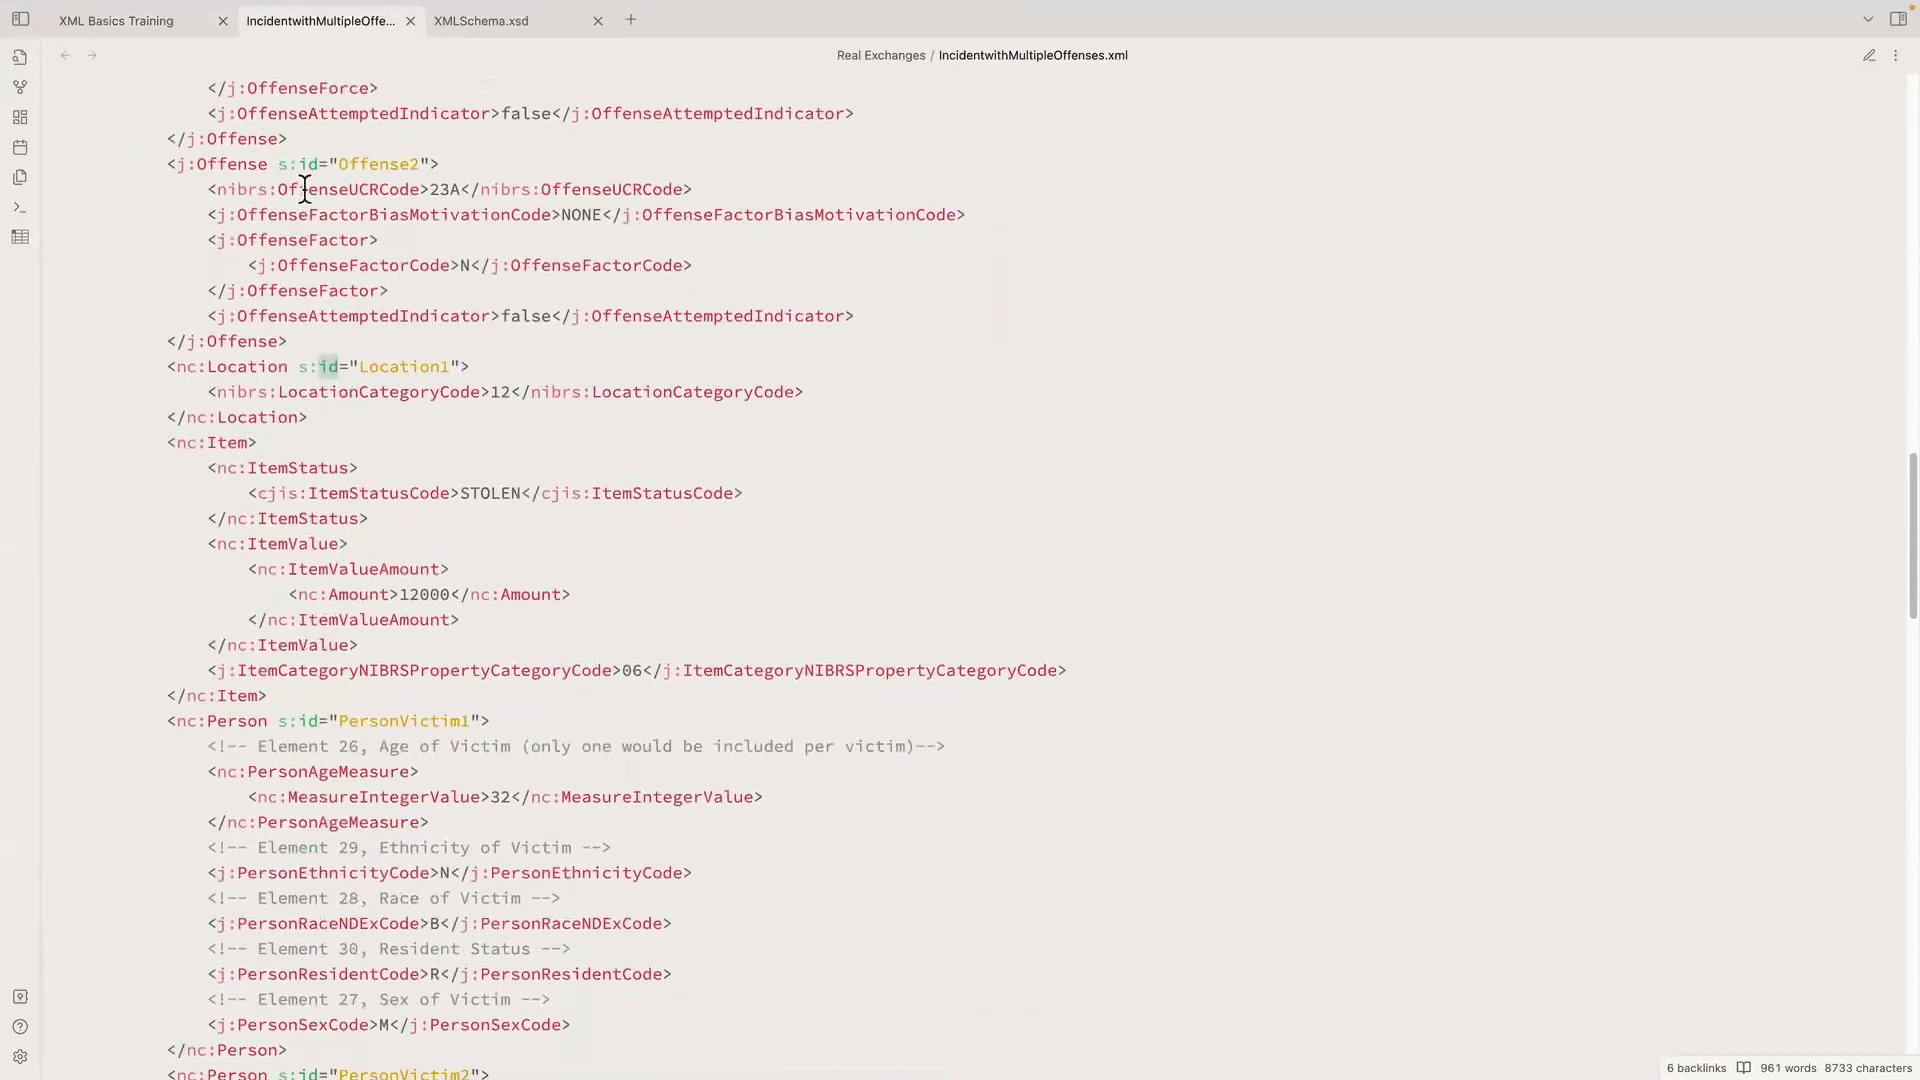 XML Basics Training
IncidentwithMultipleOffe...
XMLSchema.xsd
Real Exchanges / IncidentwithMultipleOffenses.xml
</j:OffenseForce>
<j:OffenseAttemptedIndicator>false</j:OffenseAttemptedIndicator>
</j:Offense>
<j:Offense s:id="Offense2">
<nibrs:OffenseUCRCode>23A</nibrs:OffenseUCRCode>
<j:OffenseFactorBiasMotivationCode>NONE</j:OffenseFactorBiasMotivationCode>
<j:OffenseFactor>
<j:OffenseFactorCode>N</j:OffenseFactorCode>
</j:OffenseFactor>
<j:OffenseAttemptedIndicator>false</j:OffenseAttemptedIndicator>
</j:Offense>
<nc:Location s:id="Location1">
<nibrs:LocationCategoryCode>12</nibrs:LocationCategoryCode>
</nc:Location>
<nc:Item>
<nc:ItemStatus>
<cjis:ItemStatusCode>STOLEN</cjis:ItemStatusCode>
</nc:ItemStatus>
<nc:ItemValue>
<nc:ItemValueAmount>
<nc:Amount>12000</nc:Amount>
</nc:ItemValueAmount>
</nc:ItemValue>
<j:ItemCategoryNIBRSPropertyCategoryCode>06</j:ItemCategoryNIBRSPropertyCategoryCode>
</nc:Item>
<nc:Person s:id="PersonVictim1">
<!-- Element 26, Age of Victim (only one would be included per victim)-->
<nc:PersonAgeMeasure>
<nc:MeasureIntegerValue>32</nc:MeasureIntegerValue>
</nc:PersonAgeMeasure>
<!-- Element 29, Ethnicity of Victim -->
<j:PersonEthnicityCode>N</j:PersonEthnicityCode>
<!-- Element 28, Race of Victim -->
<j:PersonRaceNDExCode>B</j:PersonRaceNDExCode>
<!-- Element 30, Resident Status -->
<j:PersonResidentCode>R</j:PersonResidentCode>
<!-- Element 27, Sex of Victim -->
<j:PersonSexCode>M</j:PersonSexCode>
</nc:Person>
<nc:Person s:id="PersonVictim2">
6 backlinks 961 words 8733 characters